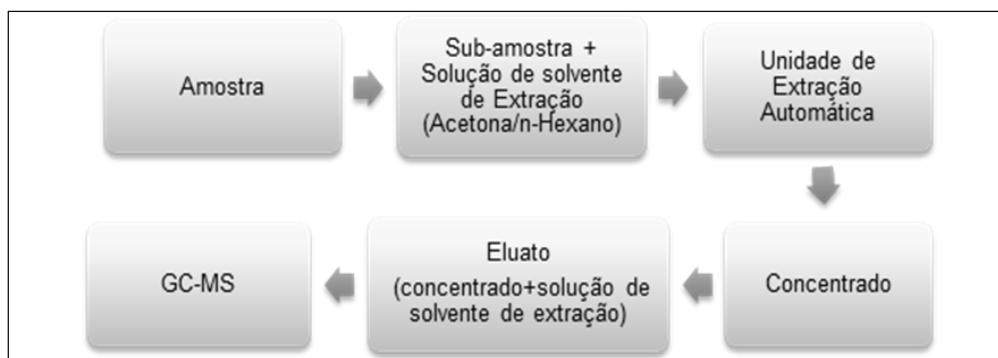 Amostra
Sub-amostra +
Solução de solvente
de Extração
(Acetona/n-Hexano)
Unidade de
Extração
Automática
Concentrado
Eluato
(concentrado+solução de
solvente de extração)
GC-MS